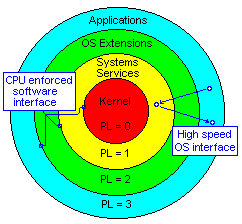 Applications
OS Extensions
Systems
Services
CPU enforced
software
interface
Kernel
PL = 0
High speed
OS interface
PL = 1
PL = 2
PL = 3